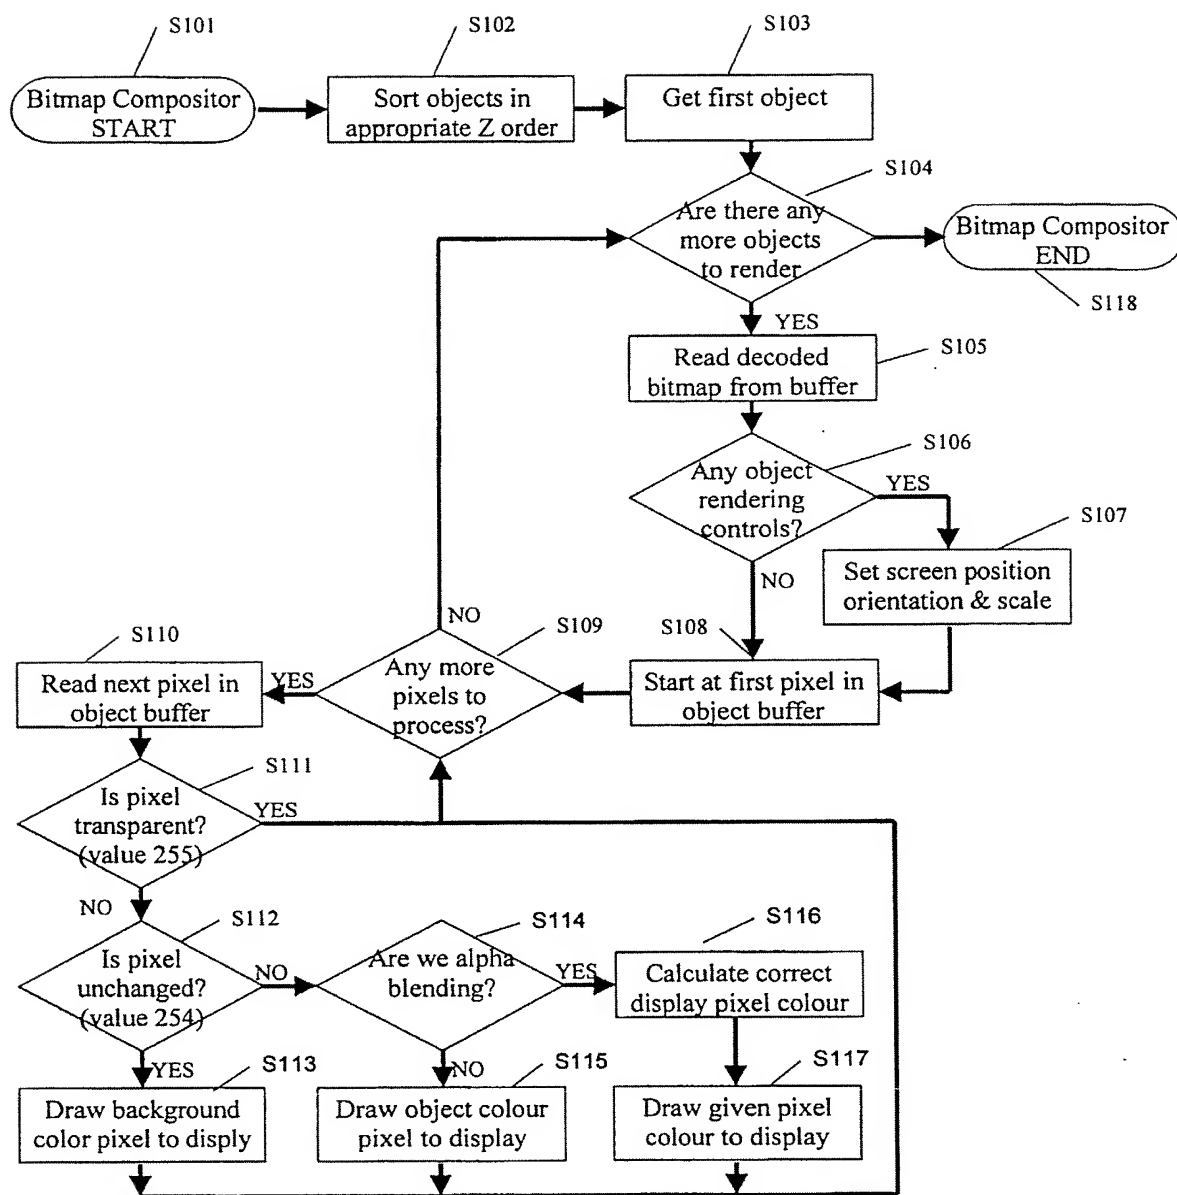 S101
S102
S103
Bitmap Compositor
START
Sort objects in
appropriate Z order
Get first object
S104
Are there any
more objects
to render
Bitmap Compositor
END
S118
YES
S105
Read decoded
bitmap from buffer
S106
Any object
rendering
controls?
YES
S107
NO
Set screen position
orientation & scale
NO
S108
S109
S110
Any more
pixels to
process?
YES
Start at first pixel in
object buffer
Read next pixel in
object buffer
S111
Is pixel
transparent?
(value 255)
YES
NO
S112
S114
S116
Is pixel
unchanged?
(value 254)
NO
Are we alpha
blending?
YES
Calculate correct
display pixel colour
YES
S113
NO
S115
S117
Draw background
color pixel to disply
Draw object colour
pixel to display
Draw given pixel
colour to display